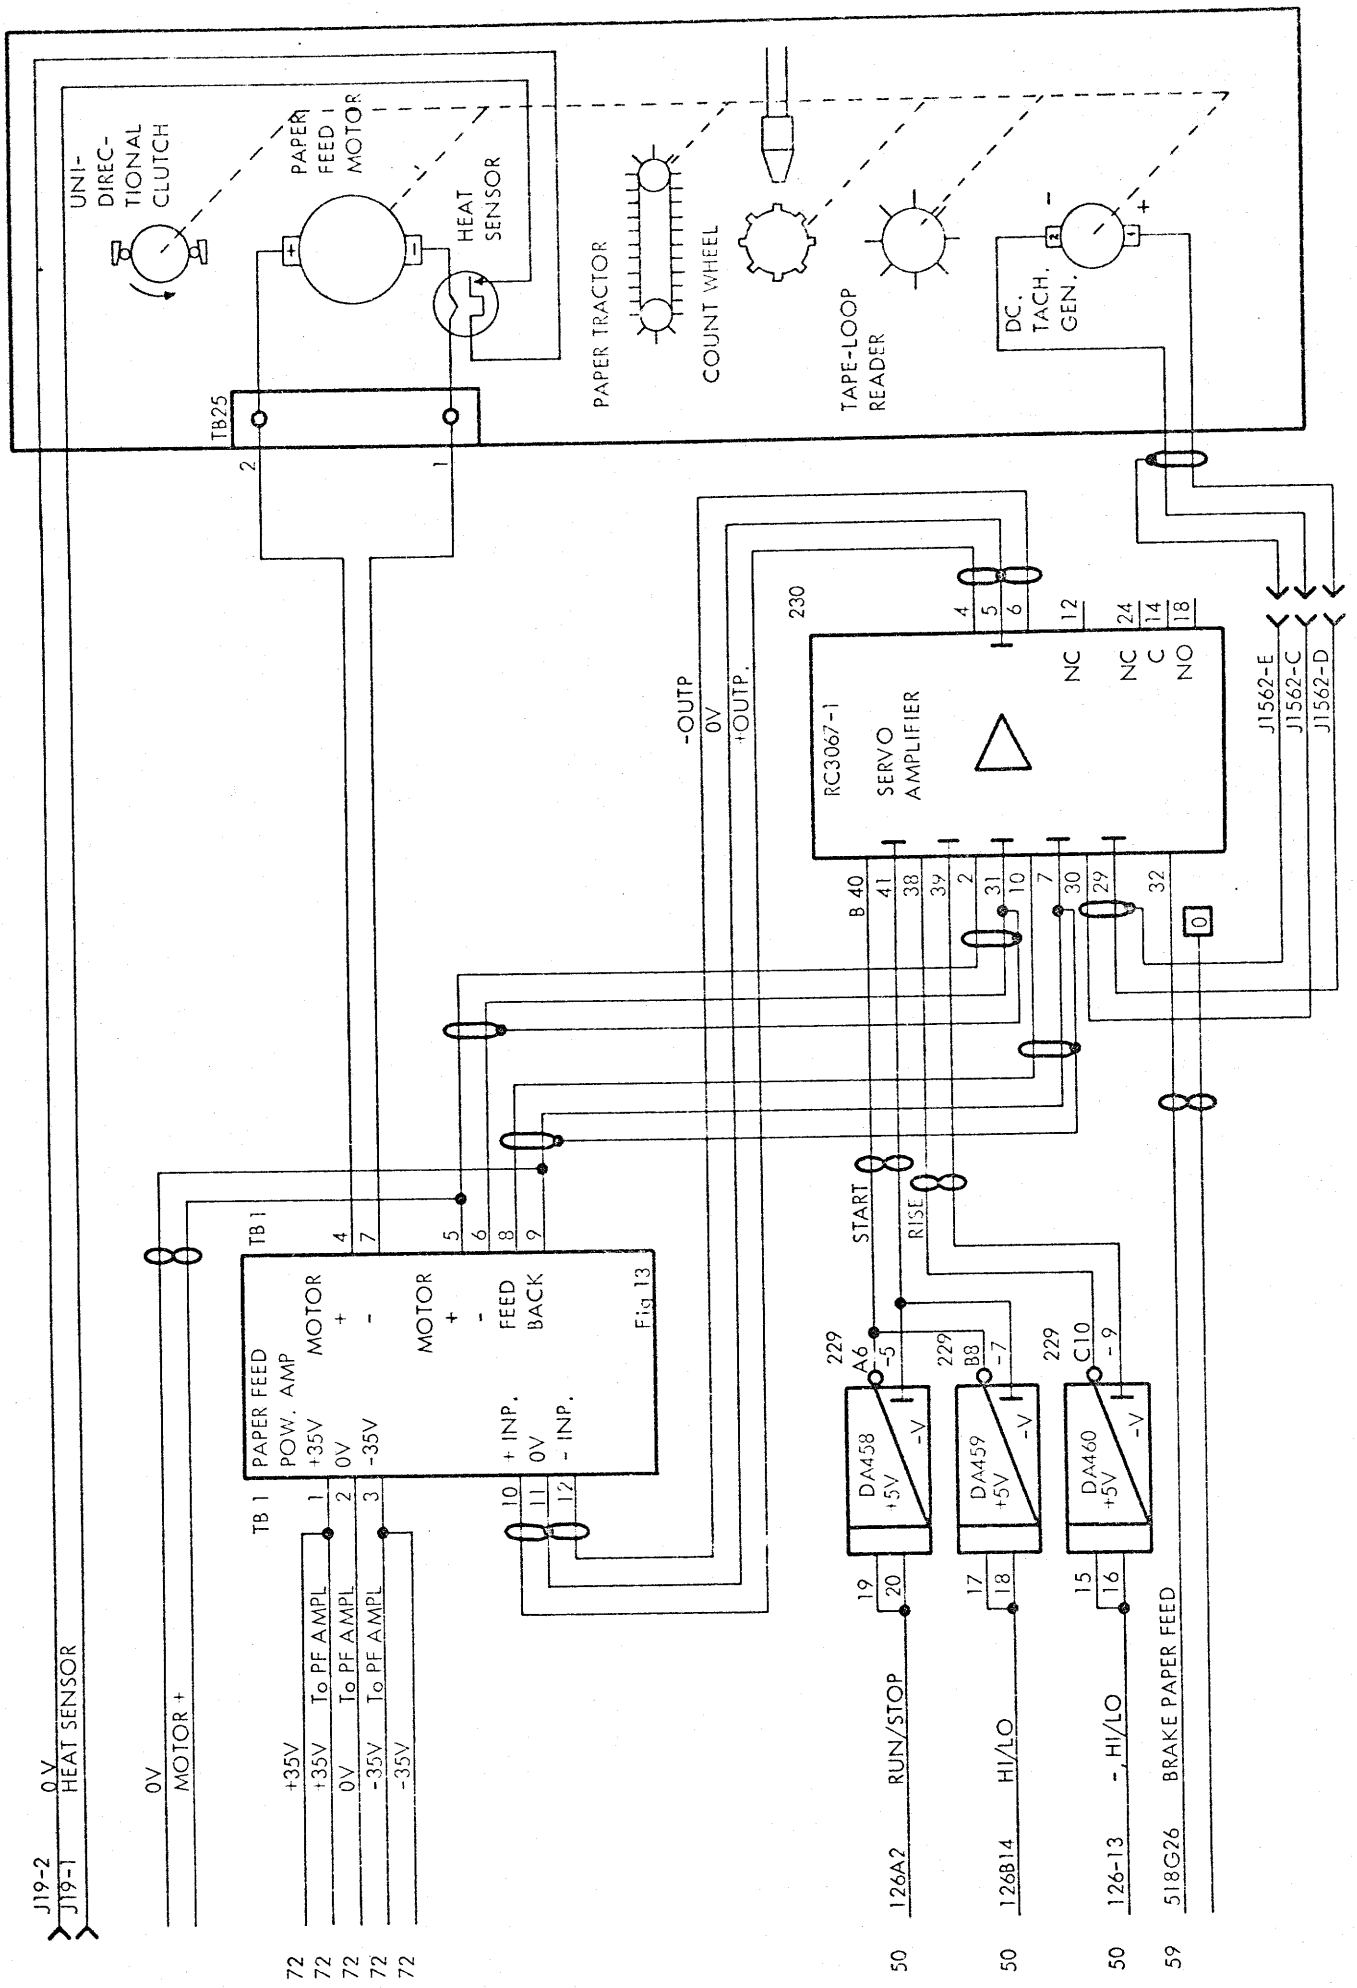 J19-2
0V
J19-1
HEAT SENSOR
0V
MOTOR +
72
+35V
72
+35V
To PF AMPL
72
0V
To PF AMPL
72
-35V
To PF AMPL
72
-35V
TB 1
1
2
3
10
11
12
PAPER FEED
POW. AMP
+35V
0V
-35V
MOTOR
+
-
MOTOR
+
-
FEED
BACK
+ INP.
0V
- INP.
Fig 13
TB 1
4
7
5
6
8
9
TB25
2
1
UNI-
DIREC-
TIONAL
CLUTCH
PAPER
FEED
MOTOR
+
-
HEAT
SENSOR
PAPER TRACTOR
COUNT WHEEL
TAPE-LOOP
READER
DC.
TACH.
GEN.
-
2
1
+
-OUTP
0V
+OUTP.
230
4
5
6
12
24
14
18
RC3067-1
SERVO
AMPLIFIER
NC
NC
C
NO
B 40
41
38
39
2
31
10
7
30
29
32
0
J1562-E
J1562-C
J1562-D
START
RISE
50
126A2
RUN/STOP
19
20
DA458
+5V
-V
229
A6
-5
50
126B14
HI/LO
17
18
DA459
+5V
-V
229
B8
-7
50
126-13
-, HI/LO
15
16
DA460
+5V
-V
229
C10
-9
59
518G26
BRAKE PAPER FEED